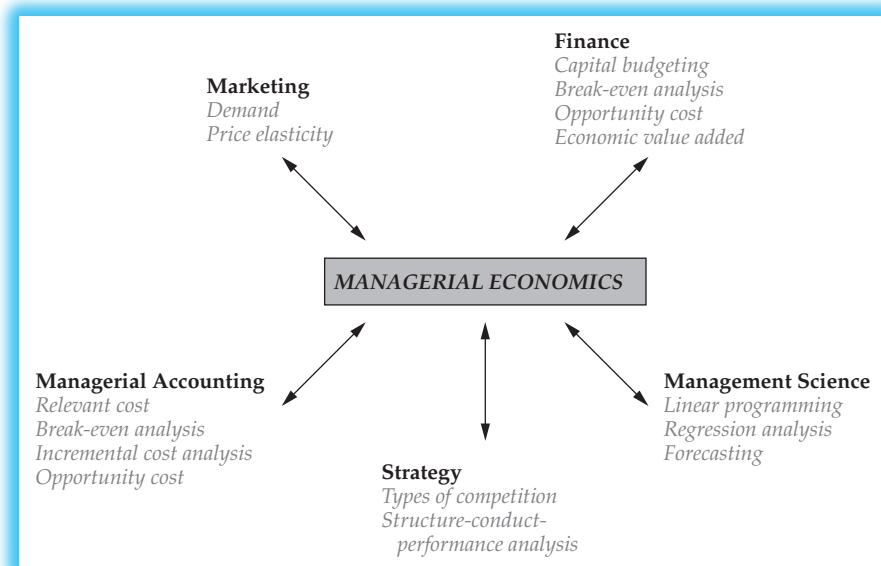 Marketing
Demand
Price elasticity
Finance
Capital budgeting
Break-even analysis
Opportunity cost
Economic value added
MANAGERIAL ECONOMICS
Managerial Accounting
Relevant cost
Break-even analysis
Incremental cost analysis
Opportunity cost
Strategy
Types of competition
Structure-conduct-
performance analysis
Management Science
Linear programming
Regression analysis
Forecasting